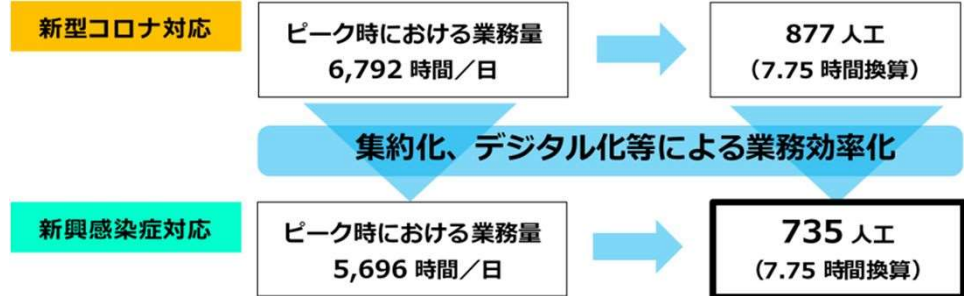 新型コロナ対応
ピーク時における業務量
6,792 時間／日
877 人工
（7.75 時間換算）
集約化、デジタル化等による業務効率化
新興感染症対応
ピーク時における業務量
5,696 時間／日
735 人工
（7.75 時間換算）